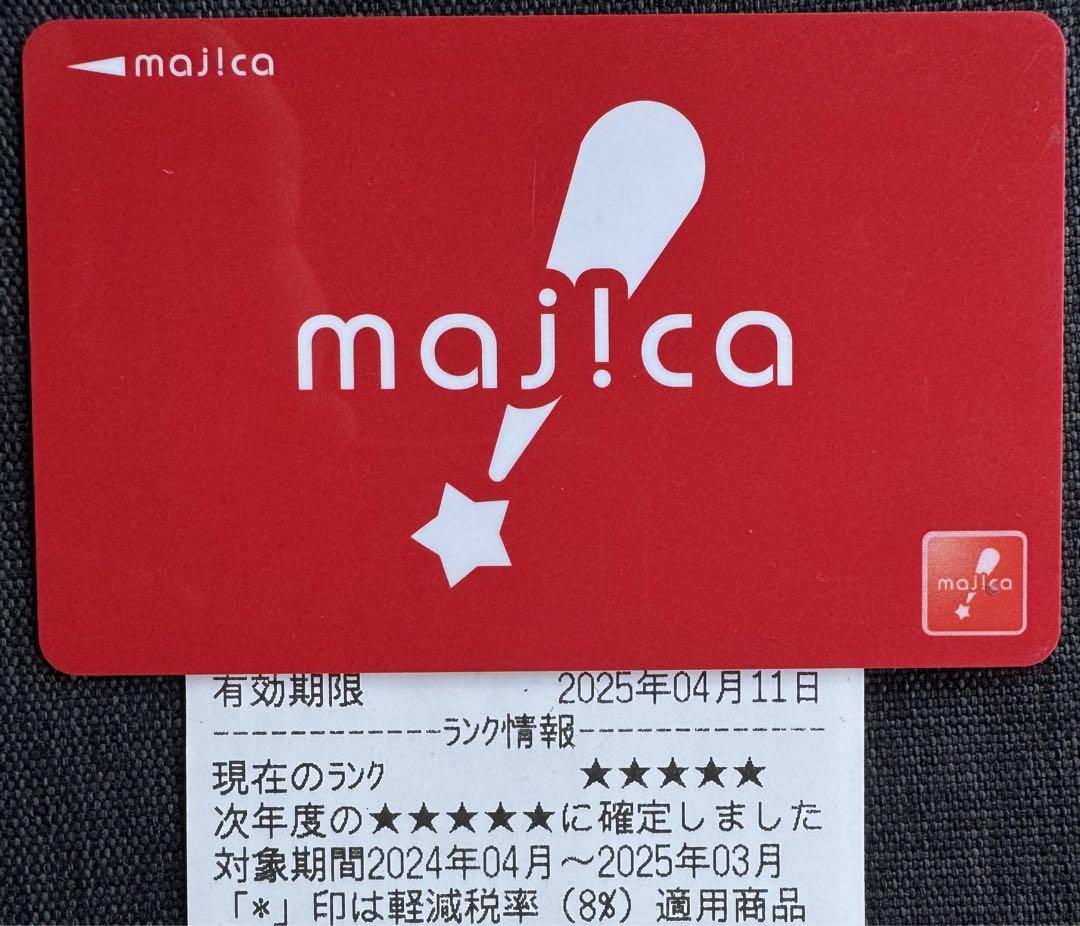 maj!ca
maj!ca
maj!ca
有効期限 2025年04月11日
------------ランク情報-------------
現在のランク ★★★★★
次年度の★★★★★に確定しました
対象期間2024年04月～2025年03月
「*」印は軽減税率（8%）適用商品